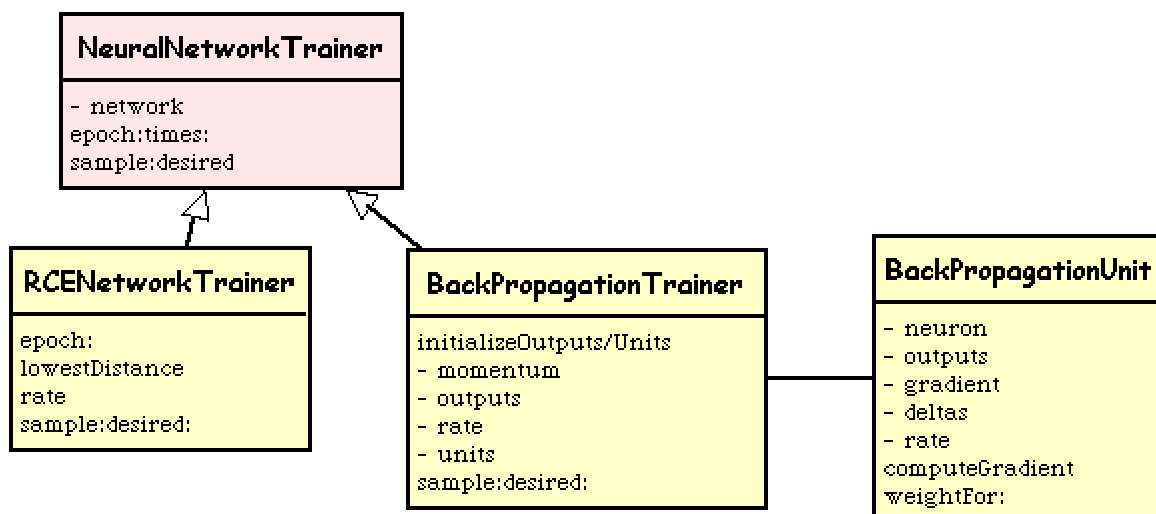 NeuralNetworkTrainer
- network
epoch:times:
sample:desired
RCENetworkTrainer
epoch:
lowestDistance
rate
sample:desired:
BackPropagationTrainer
initializeOutputs/Units
- momentum
- outputs
- rate
- units
sample:desired:
BackPropagationUnit
- neuron
- outputs
- gradient
- deltas
- rate
computeGradient
weightFor: